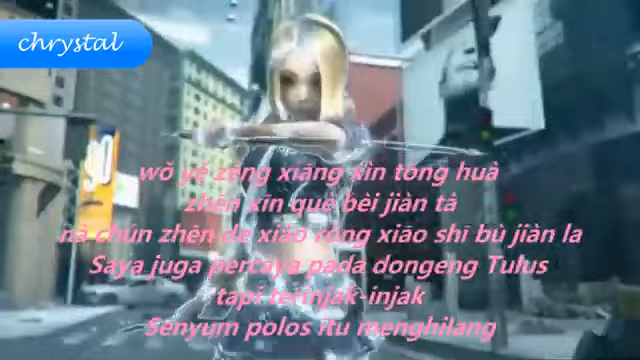 chrystal
90
wǒ yě zēng xiāng xìn tóng huà
zhēn xīn què bèi jiàn tà
nà chún zhēn de xiào róng xiāo shī bù jiàn la
Saya juga percaya pada dongeng Tulus
tapi terinjak-injak
Senyum polos itu menghilang